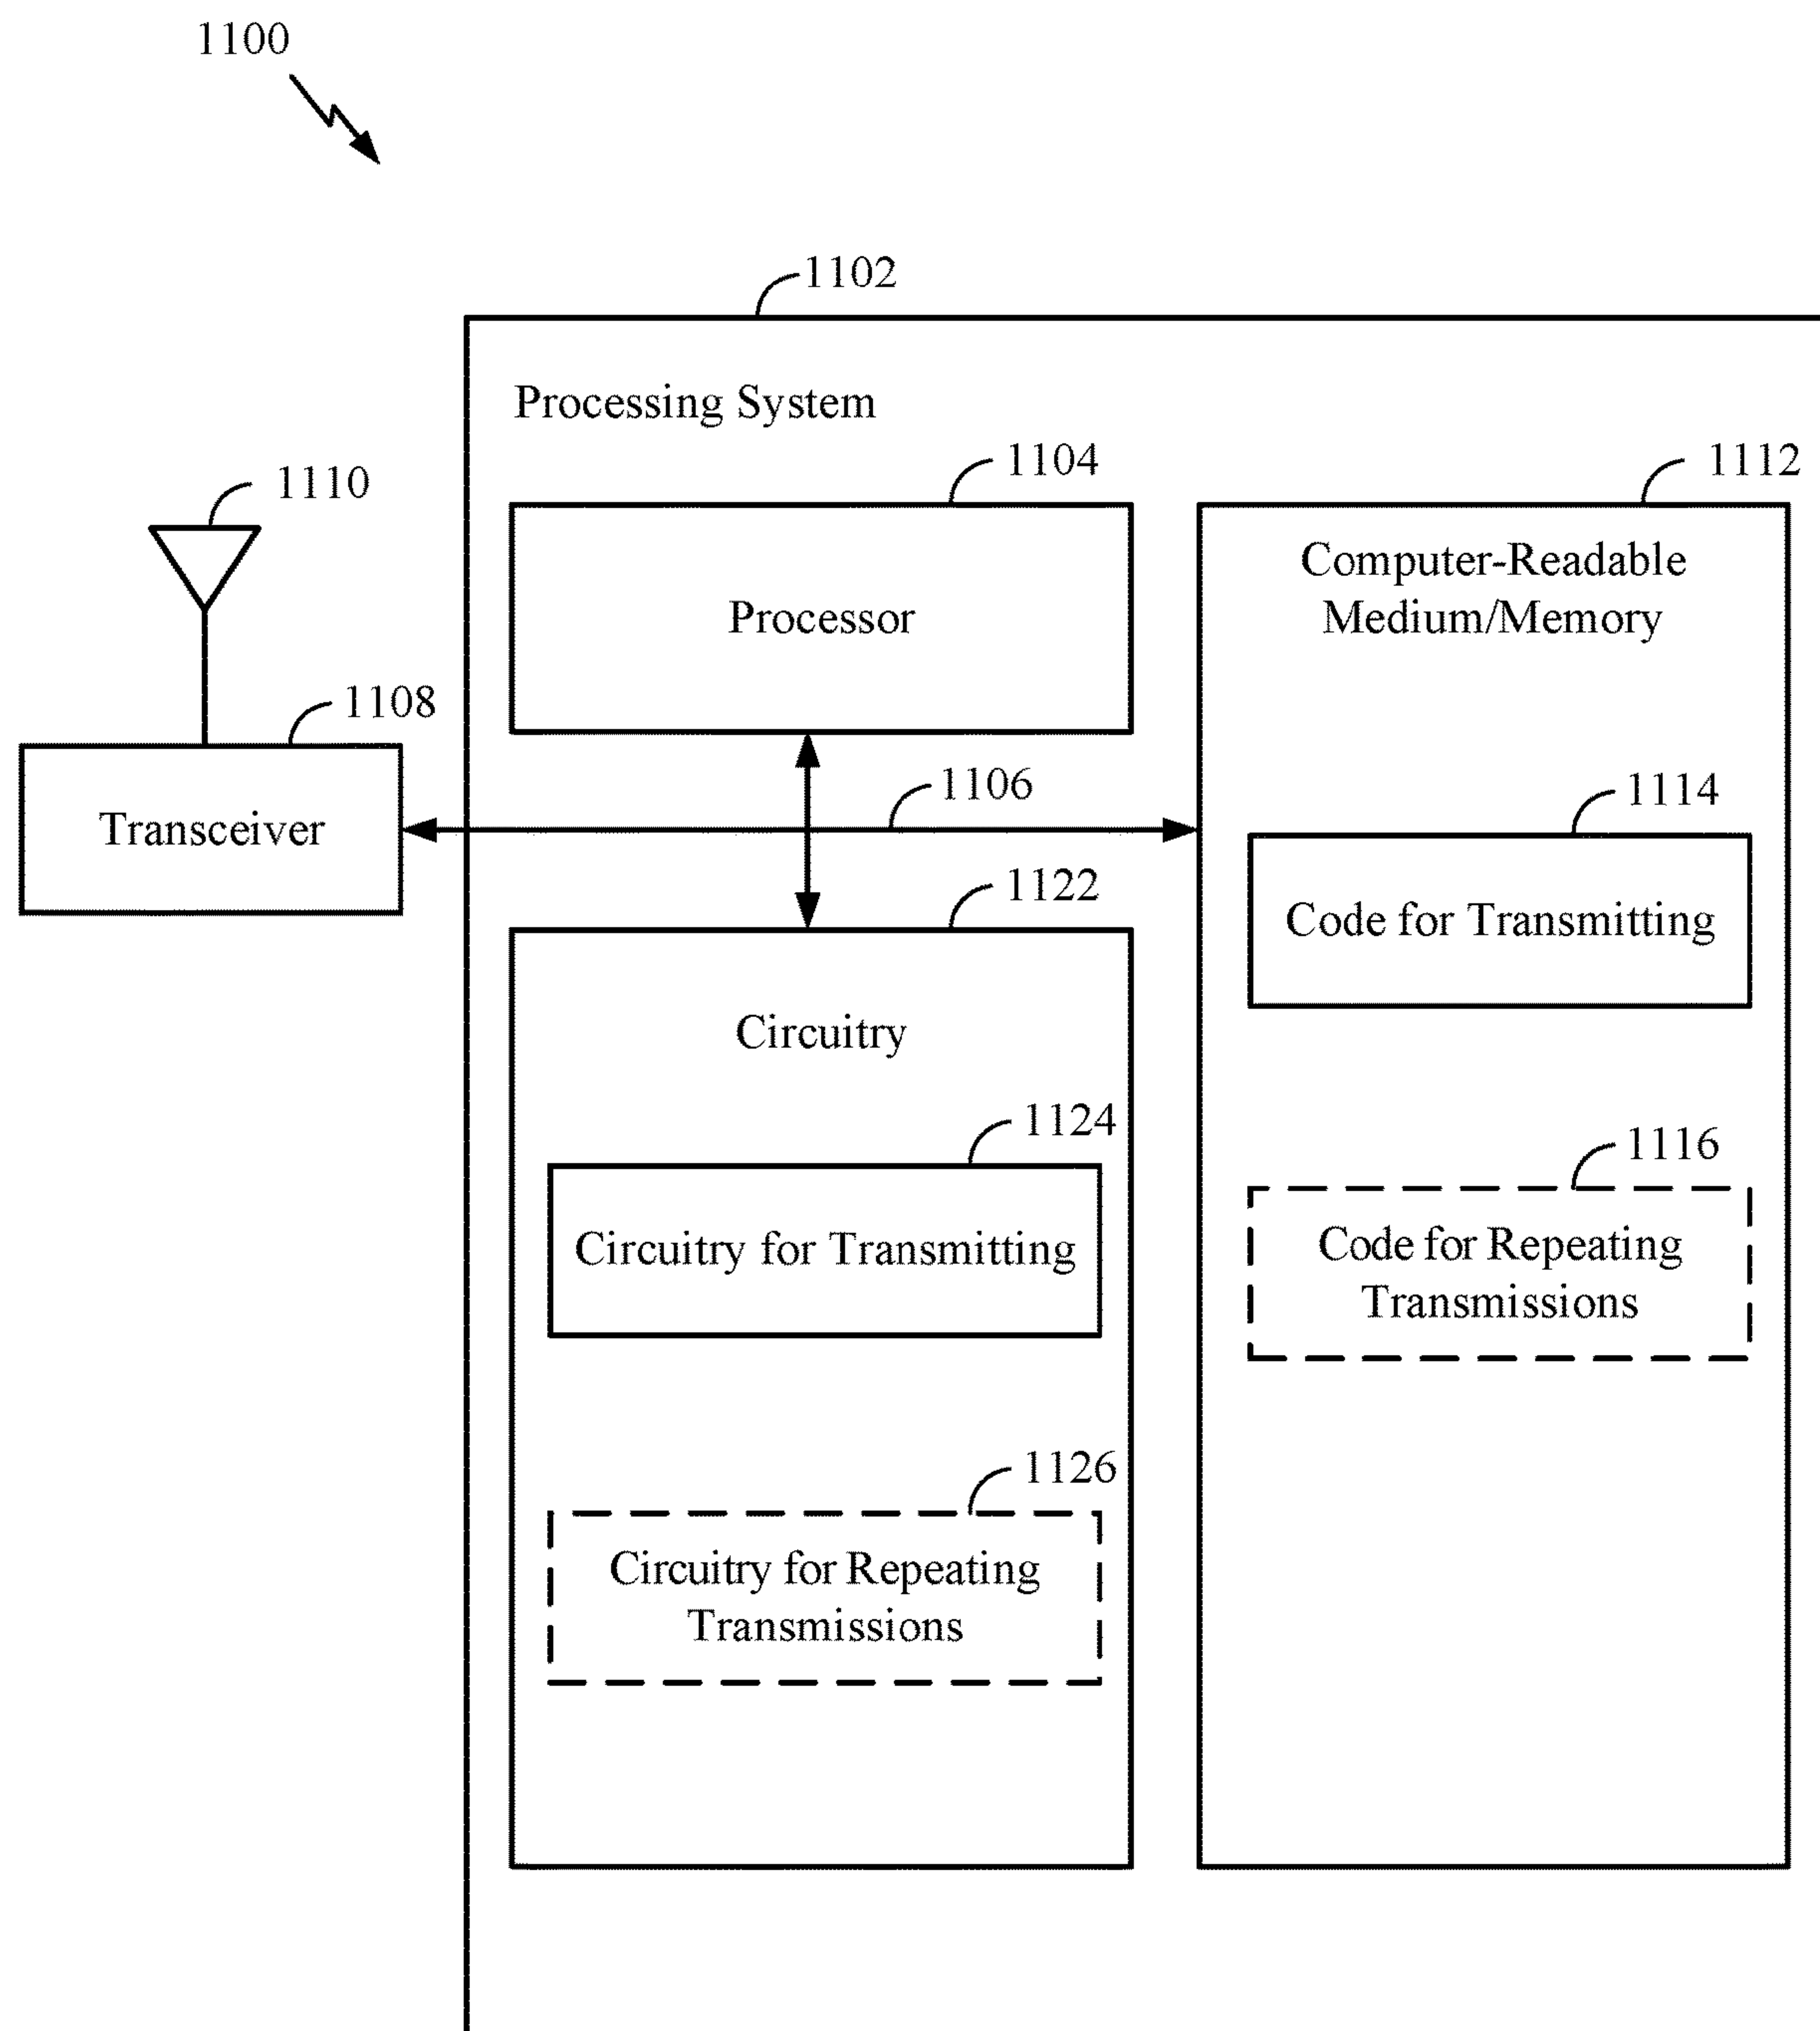 1100
1102
Processing System
1104
1112
1110
Computer-Readable
Medium/Memory
Processor
1108
1106
1114
Transceiver
1122
Code for Transmitting
Circuitry
1124
1116
Circuitry for Transmitting
Code for Repeating
Transmissions
1126
Circuitry for Repeating
Transmissions